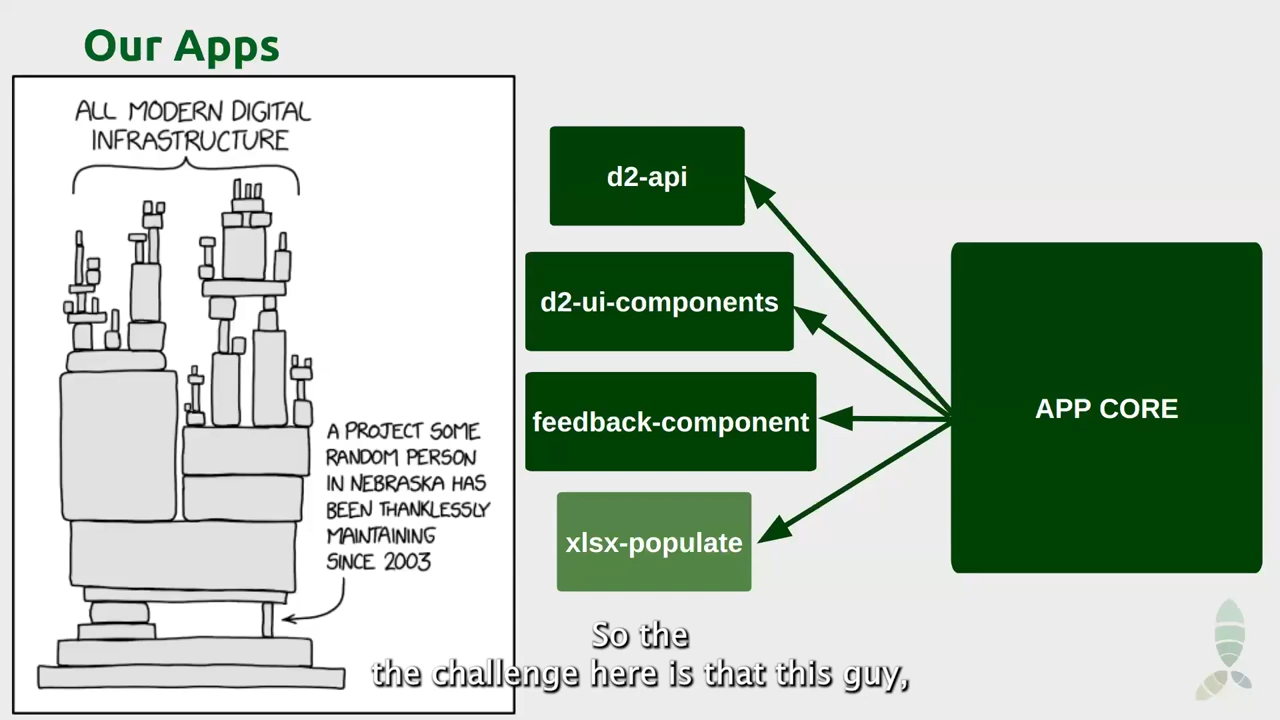 Our Apps
ALL MODERN DIGITAL
INFRASTRUCTURE
A PROJECT SOME
RANDOM PERSON
IN NEBRASKA HAS
BEEN THANKLESSLY
MAINTAINING
SINCE 2003
d2-api
d2-ui-components
feedback-component
xlsx-populate
APP CORE
So the
the challenge here is that this guy,